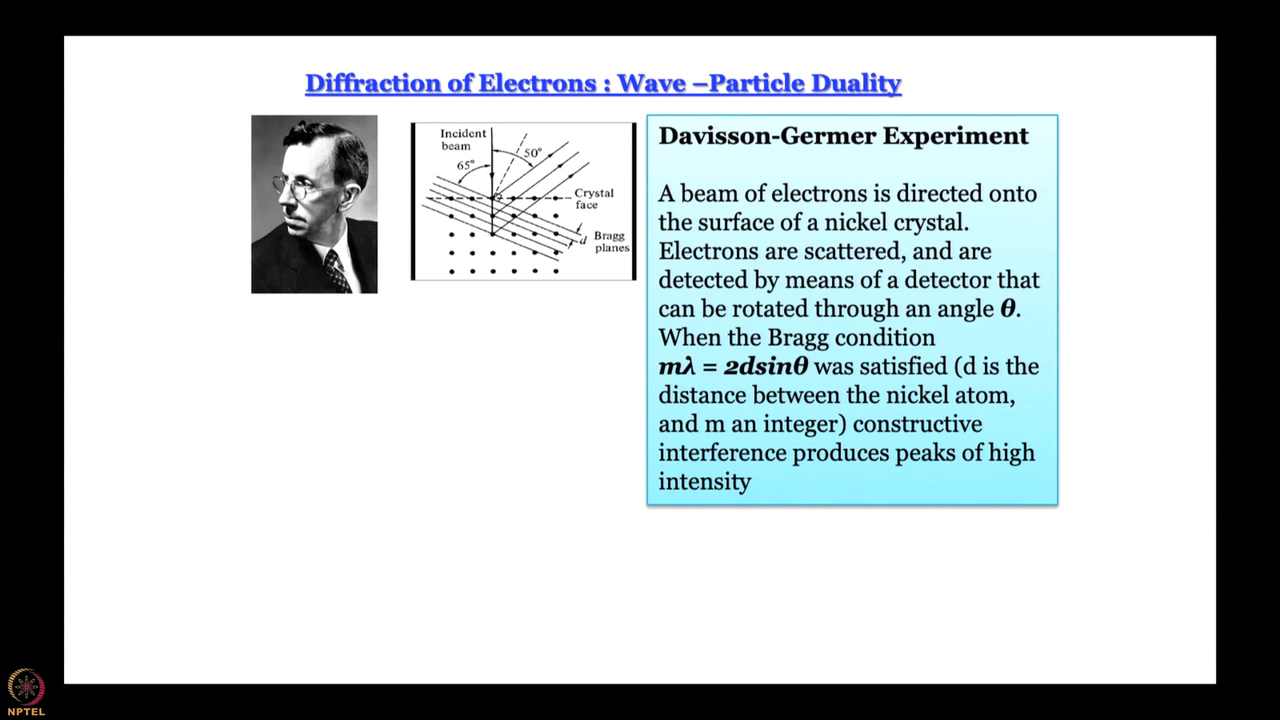 Diffraction of Electrons : Wave –Particle Duality
Incident
beam
50°
65°
Crystal
face
d
Bragg
planes
Davisson-Germer Experiment
A beam of electrons is directed onto
the surface of a nickel crystal.
Electrons are scattered, and are
detected by means of a detector that
can be rotated through an angle θ.
When the Bragg condition
mλ = 2dsinθ was satisfied (d is the
distance between the nickel atom,
and m an integer) constructive
interference produces peaks of high
intensity
NPTEL